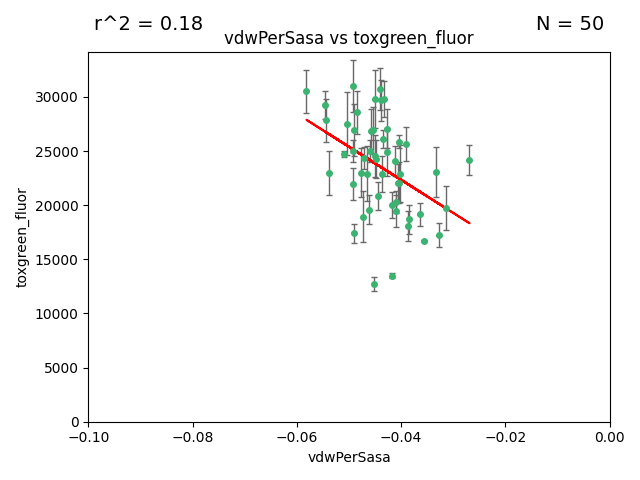 r^2 = 0.18
N = 50
vdwPerSasa vs toxgreen_fluor
30000
25000
20000
15000
10000
5000
0
toxgreen_fluor
−0.10
−0.08
−0.06
−0.04
−0.02
0.00
vdwPerSasa